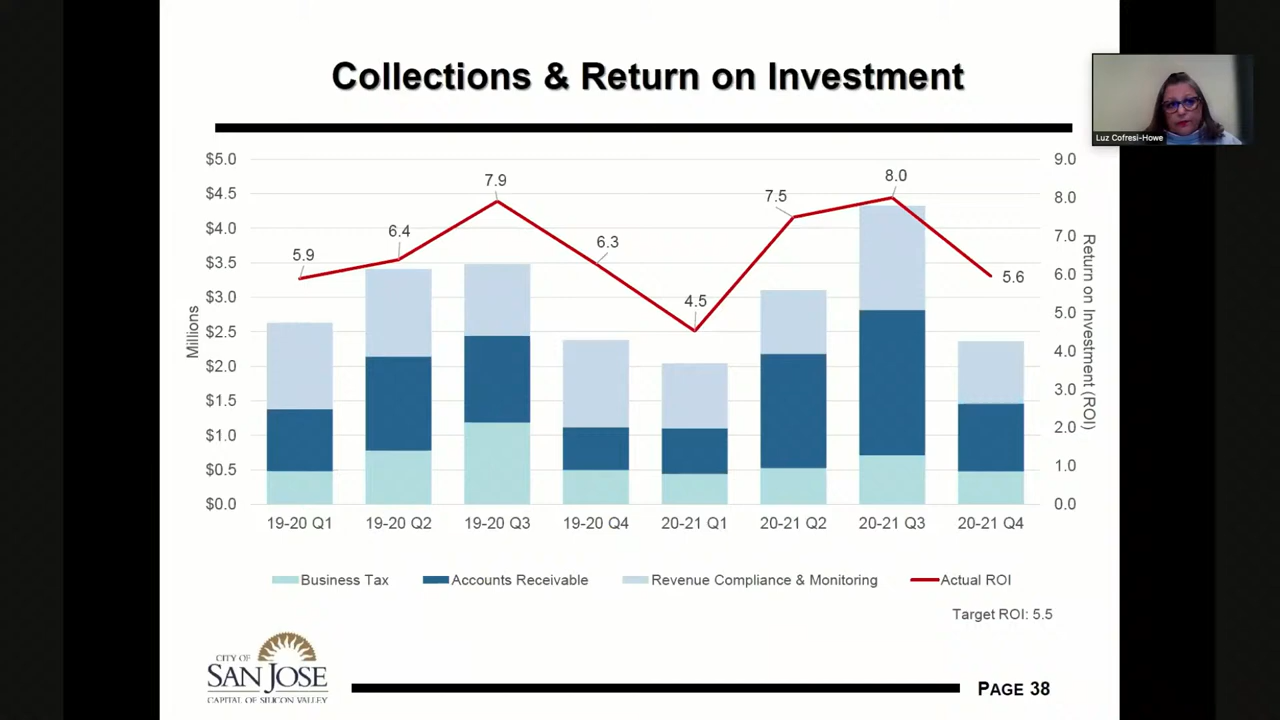 Collections & Return on Investment
Luz Cofresi-Howe
$5.0
$4.5
$4.0
$3.5
$3.0
$2.5
$2.0
$1.5
$1.0
$0.5
$0.0
Millions
5.9
6.4
7.9
6.3
4.5
7.5
8.0
5.6
9.0
8.0
7.0
6.0
5.0
4.0
3.0
2.0
1.0
0.0
Return on Investment (ROI)
19-20 Q1 19-20 Q2 19-20 Q3 19-20 Q4 20-21 Q1 20-21 Q2 20-21 Q3 20-21 Q4
Business Tax Accounts Receivable Revenue Compliance & Monitoring Actual ROI
Target ROI: 5.5
CITY OF
SAN JOSE
CAPITAL OF SILICON VALLEY
PAGE 38